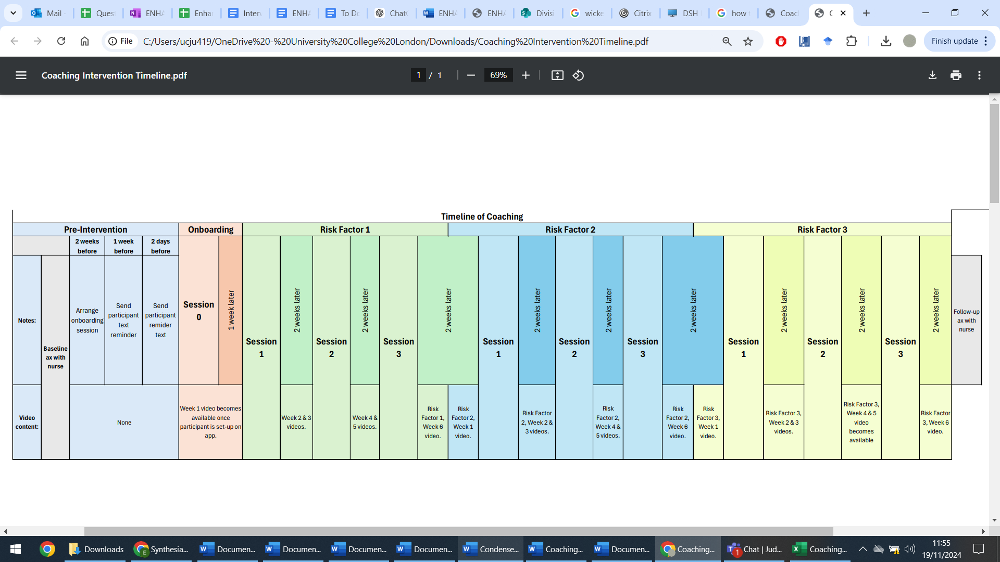 Mail -
Ques
ENHA
Enhan
Interv
ENHA
To Do
ChatG
ENHA
ENHA
Divisi
wicke
Citrix
DSH
how
Coac
File
C:/Users/ucju419/OneDrive%20-%20University%20College%20London/Downloads/Coaching%20Intervention%20Timeline.pdf
Finish update
Coaching Intervention Timeline.pdf
1 / 1
69%
Timeline of Coaching
Pre-Intervention
Onboarding
Risk Factor 1
Risk Factor 2
Risk Factor 3
2 weeks
before
1 week
before
2 days
before
Notes:
Baseline
ax with
nurse
Arrange
onboarding
session
Send
participant
text
reminder
Send
participant
remider
text
Session
0
1 week later
Session
1
2 weeks later
Session
2
2 weeks later
Session
3
2 weeks later
Session
1
2 weeks later
Session
2
2 weeks later
Session
3
2 weeks later
Session
1
2 weeks later
Session
2
2 weeks later
Session
3
2 weeks later
Follow-up
ax with
nurse
Video
content:
None
Week 1 video becomes
available once
participant is set-up on
app.
Week 2 & 3
videos.
Week 4 &
5 videos.
Risk
Factor 1,
Week 6
video.
Risk
Factor 2,
Week 1
video.
Risk Factor
2, Week 2 &
3 videos.
Risk
Factor 2,
Week 4 &
5 videos.
Risk
Factor 2,
Week 6
video.
Risk
Factor 3,
Week 1
video.
Risk Factor 3,
Week 2 & 3
videos.
Risk Factor 3,
Week 4 & 5
video
becomes
available
Risk Factor
3, Week 6
video.
Downloads
Synthesia...
Documen...
Documen...
Documen...
Documen...
Condense...
Coaching...
Documen...
Coaching...
Chat | Jud...
1
Coaching...
11:55
19/11/2024